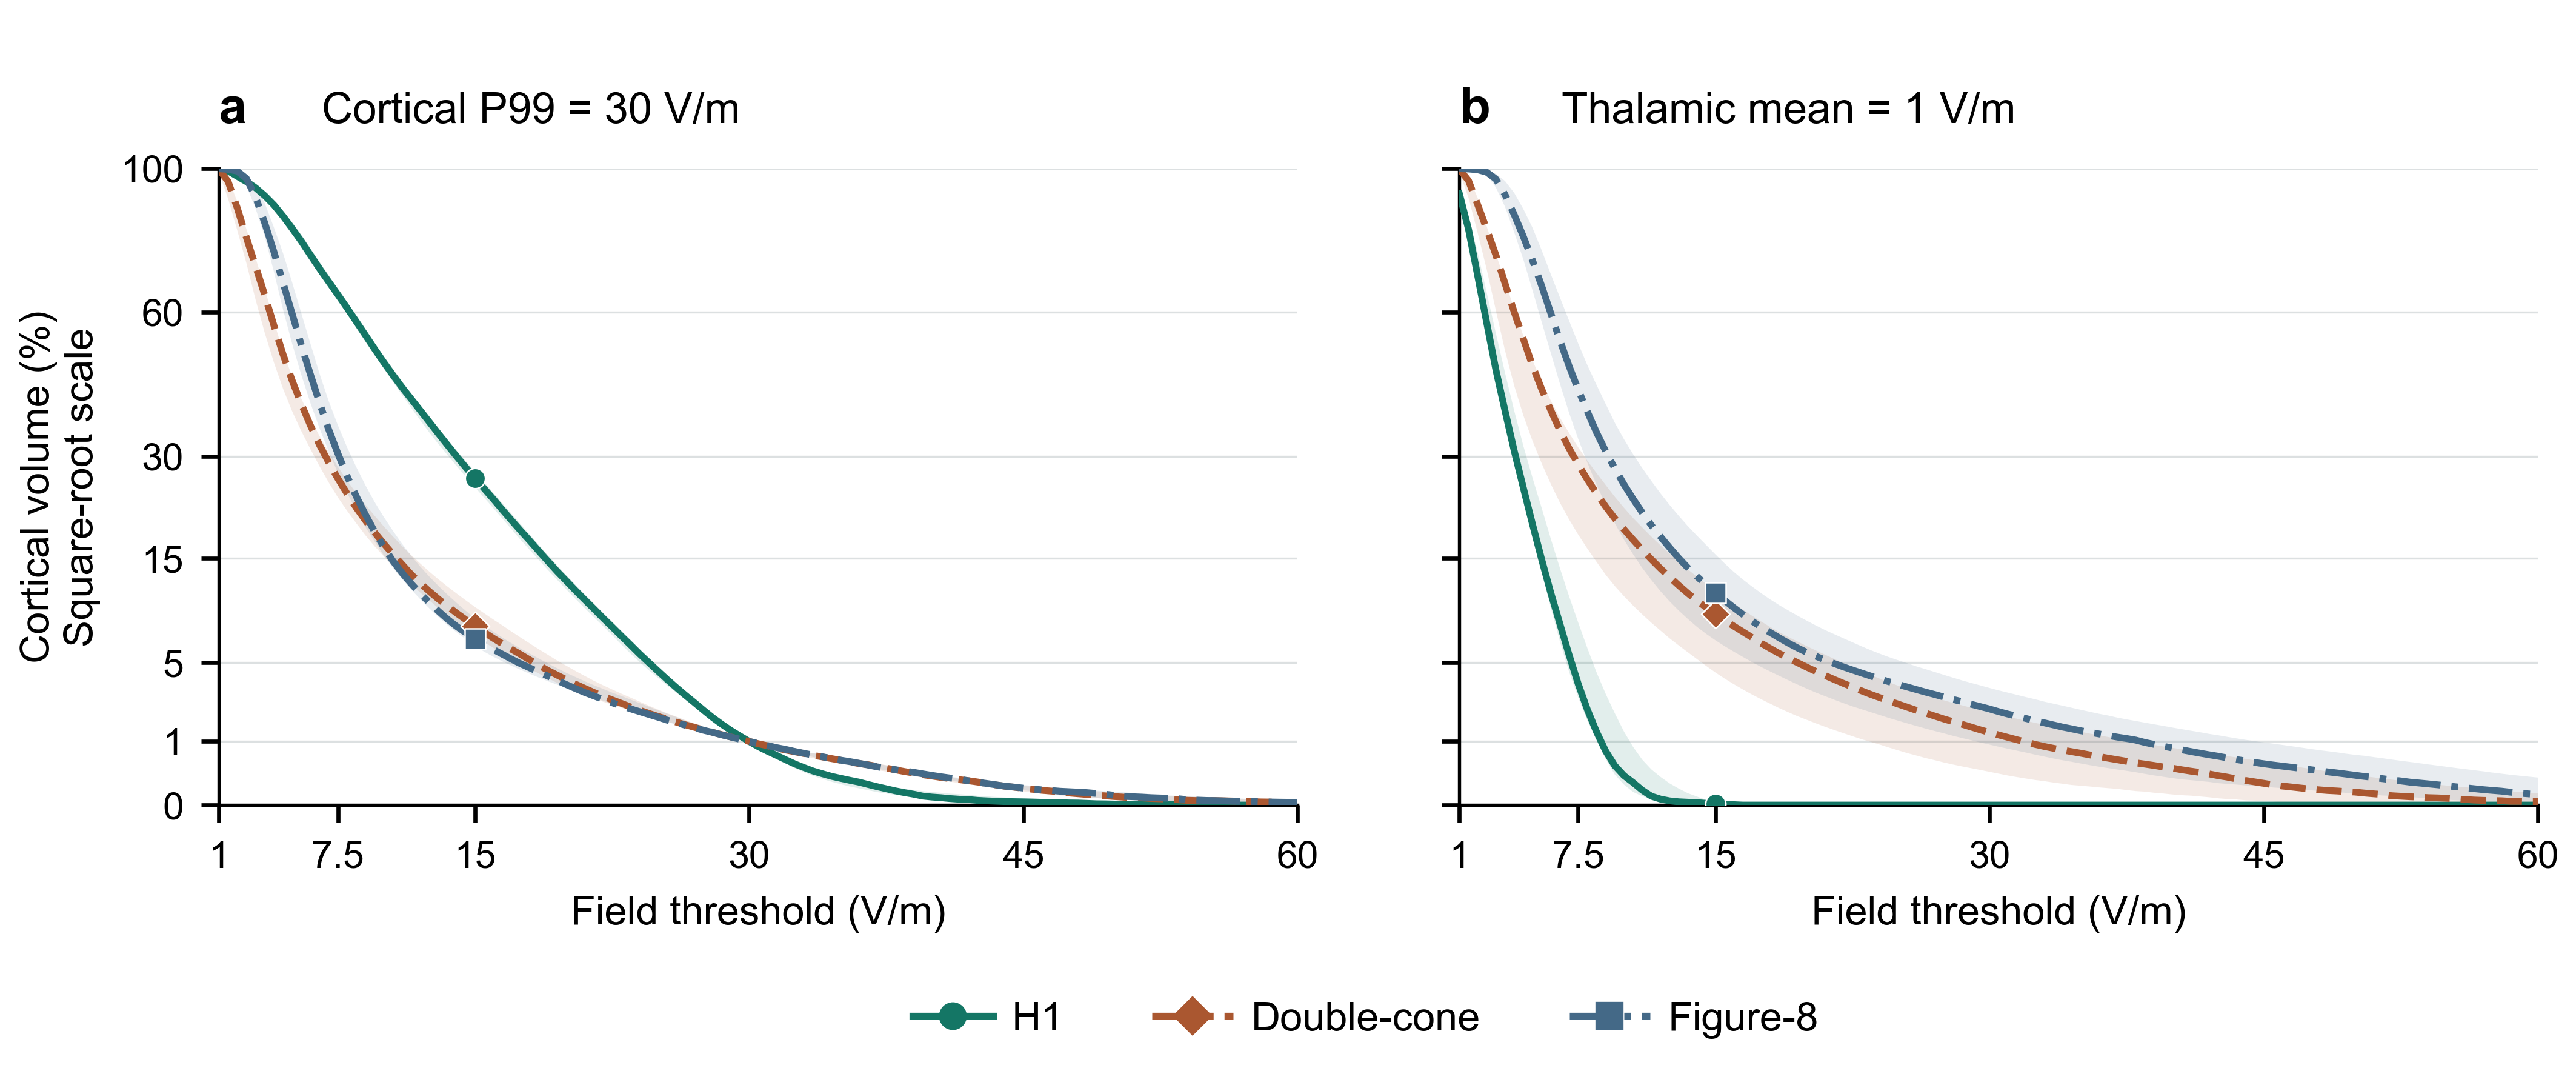 a Cortical P99 = 30 V/m
b Thalamic mean = 1 V/m
Cortical volume (%)
Square-root scale
100
60
30
15
5
1
0
1 7.5 15 30 45 60
Field threshold (V/m)
1 7.5 15 30 45 60
Field threshold (V/m)
H1 Double-cone Figure-8